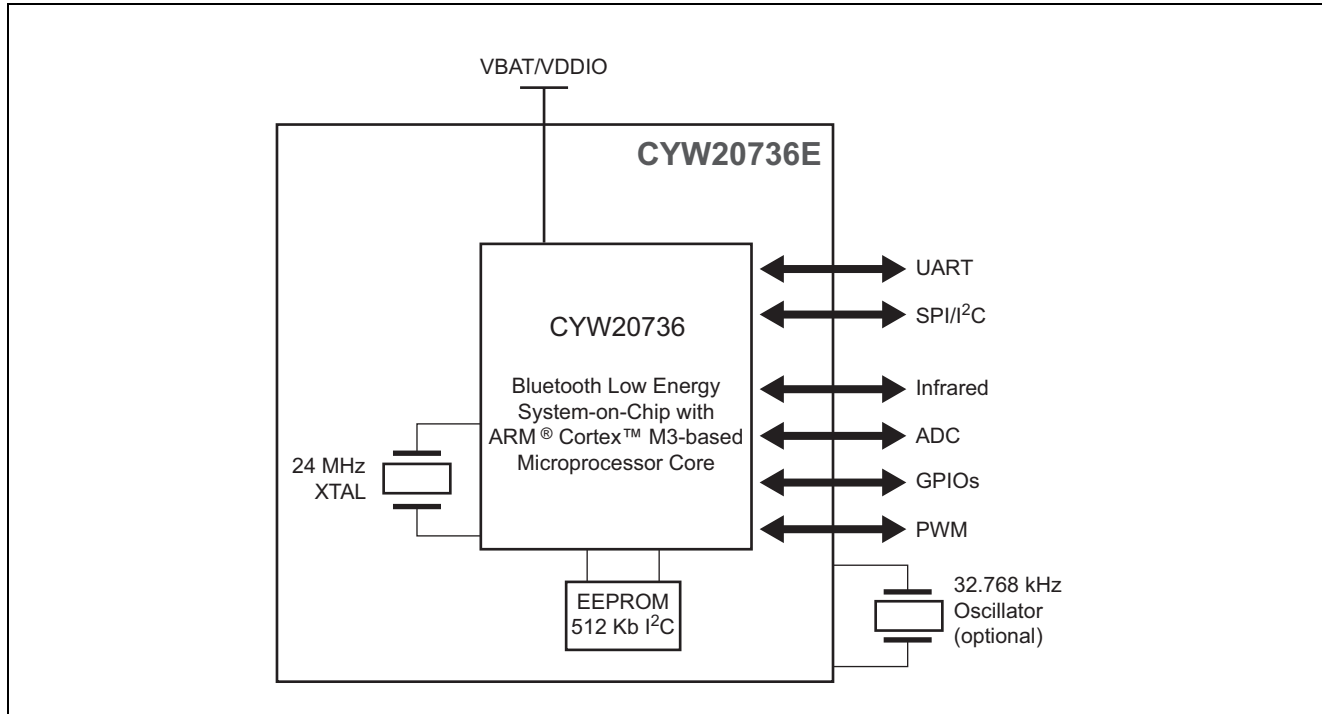 VBAT/VDDIO
CYW20736E
CYW20736
Bluetooth Low Energy
System-on-Chip with
ARM ® Cortex™ M3-based
Microprocessor Core
24 MHz
XTAL
EEPROM
512 Kb I²C
UART
SPI/I²C
Infrared
ADC
GPIOs
PWM
32.768 kHz
Oscillator
(optional)